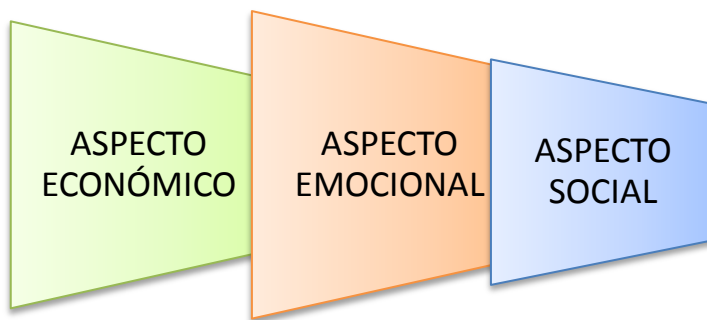 ASPECTO
ECONÓMICO
ASPECTO
EMOCIONAL
ASPECTO
SOCIAL